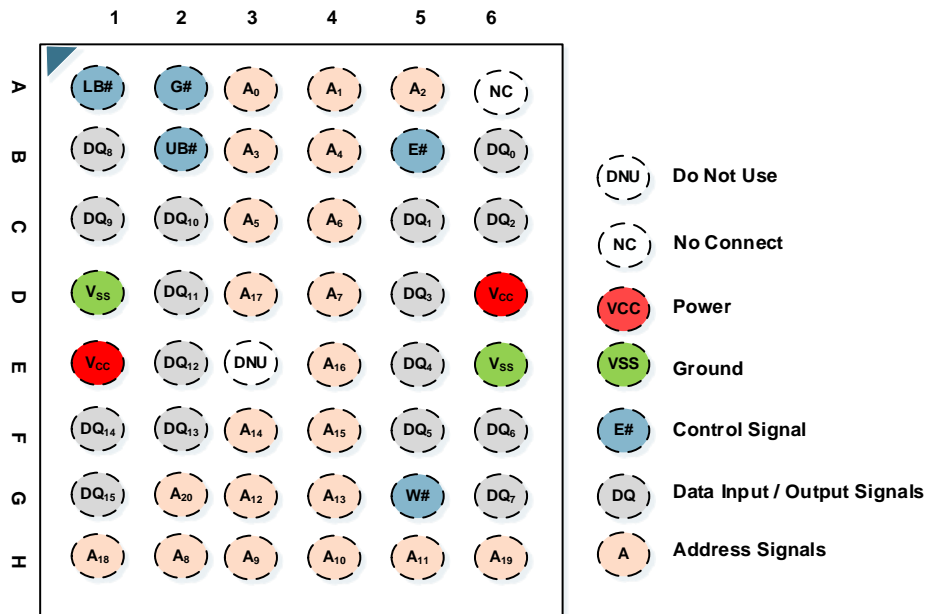 1 2 3 4 5 6
A LB# G# A0 A1 A2 NC
B DQ8 UB# A3 A4 E# DQ0
C DQ9 DQ10 A5 A6 DQ1 DQ2
D VSS DQ11 A17 A7 DQ3 VCC
E VCC DQ12 DNU A16 DQ4 VSS
F DQ14 DQ13 A14 A15 DQ5 DQ6
G DQ15 A20 A12 A13 W# DQ7
H A18 A8 A9 A10 A11 A19
DNU Do Not Use
NC No Connect
VCC Power
VSS Ground
E# Control Signal
DQ Data Input / Output Signals
A Address Signals